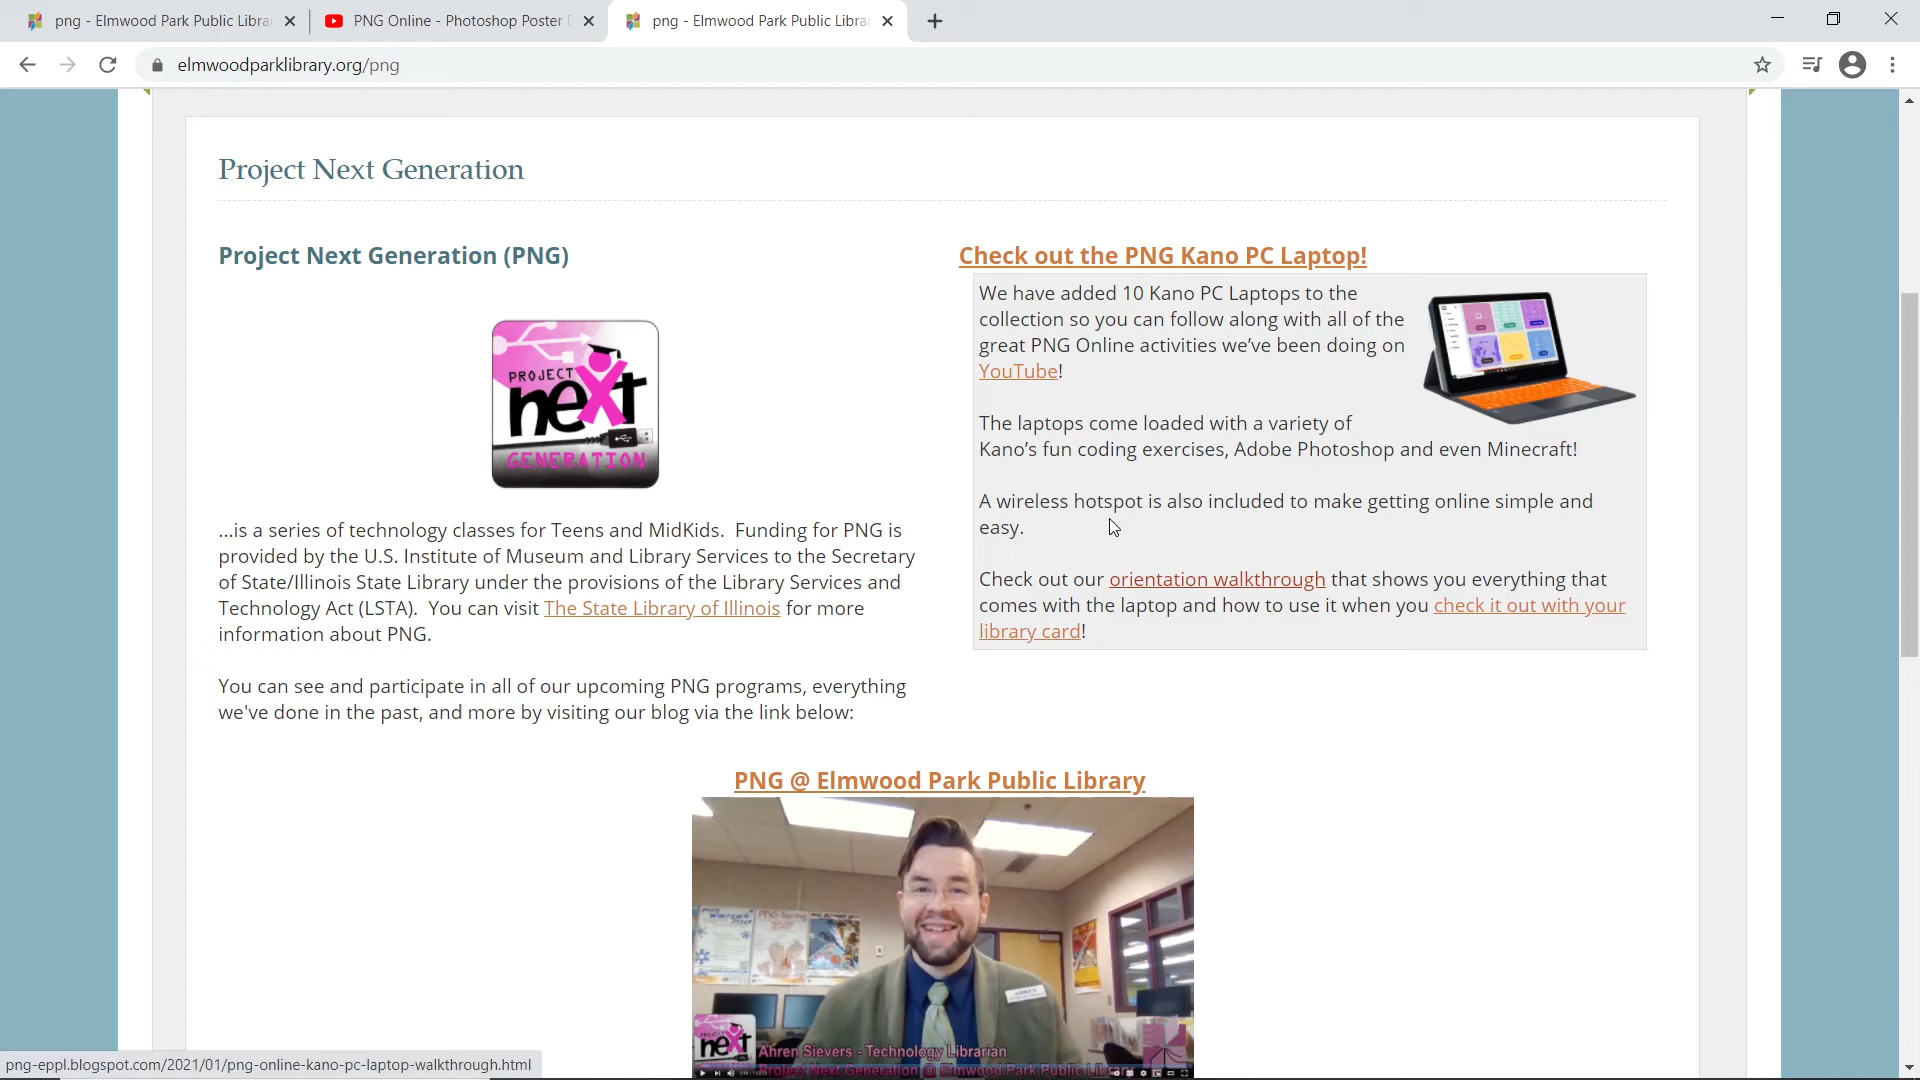 png - Elmwood Park Public Libra
PNG Online - Photoshop Poster
png - Elmwood Park Public Libra
elmwoodparklibrary.org/png
Project Next Generation
Project Next Generation (PNG)
PROJECT
neXt
GENERATION
...is a series of technology classes for Teens and MidKids. Funding for PNG is
provided by the U.S. Institute of Museum and Library Services to the Secretary
of State/Illinois State Library under the provisions of the Library Services and
Technology Act (LSTA). You can visit The State Library of Illinois for more
information about PNG.
You can see and participate in all of our upcoming PNG programs, everything
we've done in the past, and more by visiting our blog via the link below:
Check out the PNG Kano PC Laptop!
We have added 10 Kano PC Laptops to the
collection so you can follow along with all of the
great PNG Online activities we’ve been doing on
YouTube!
The laptops come loaded with a variety of
Kano’s fun coding exercises, Adobe Photoshop and even Minecraft!
A wireless hotspot is also included to make getting online simple and
easy.
Check out our orientation walkthrough that shows you everything that
comes with the laptop and how to use it when you check it out with your
library card!
PNG @ Elmwood Park Public Library
AHREN
neXt
Ahren Sievers - Technology Librarian
Project Next Generation @ Elmwood Park Public Library
png-eppl.blogspot.com/2021/01/png-online-kano-pc-laptop-walkthrough.html